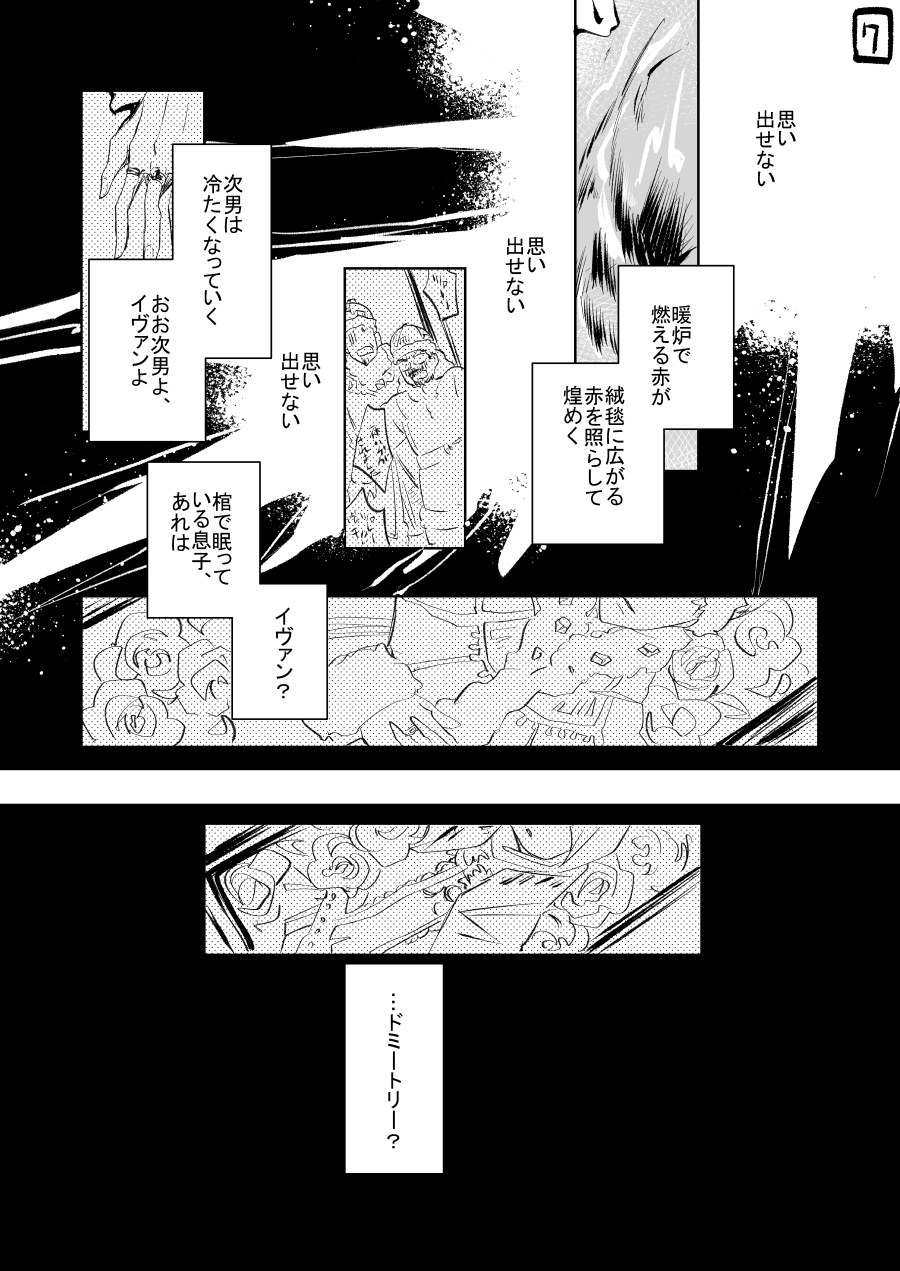 7
思い
出せない
暖炉で
燃える赤が
絨毯に広がる
赤を照らして
煌めく
思い
出せない
次男は
冷たくなっていく
おお次男よ、
イヴァンよ
思い
出せない
棺で眠って
いる息子、
あれは
イヴァン?
…ドミートリー?